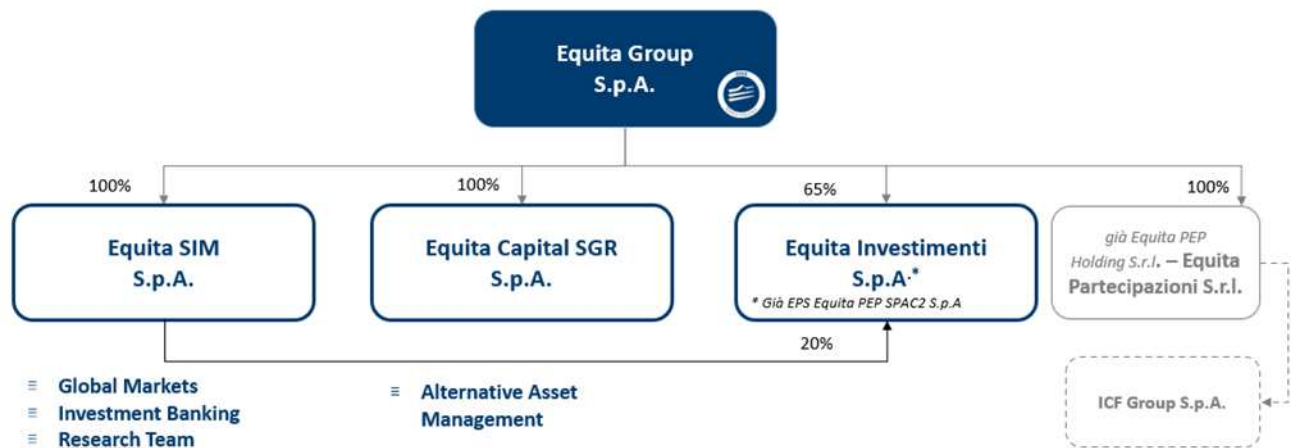 Equita Group
S.p.A.
100%
100%
65%
100%
Equita SIM
S.p.A.
Equita Capital SGR
S.p.A.
Equita Investimenti
S.p.A.*
* Già EPS Equita PEP SPAC2 S.p.A
già Equita PEP
Holding S.r.l. – Equita
Partecipazioni S.r.l.
20%
Global Markets
Investment Banking
Research Team
Alternative Asset
Management
ICF Group S.p.A.